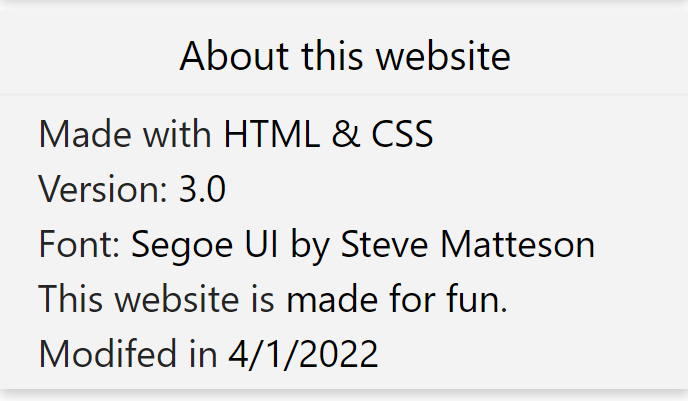 About this website
Made with HTML & CSS
Version: 3.0
Font: Segoe UI by Steve Matteson
This website is made for fun.
Modifed in 4/1/2022